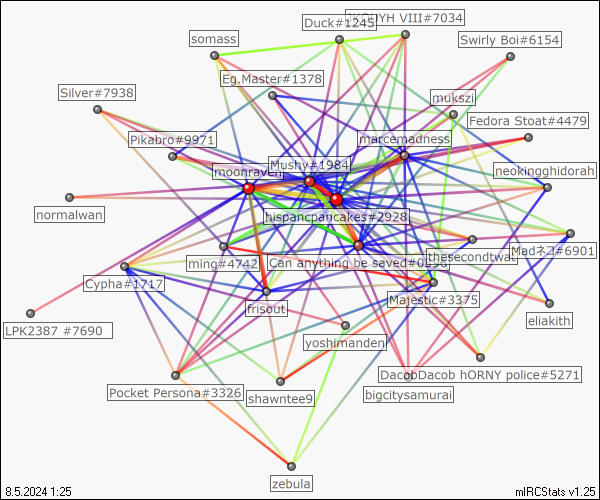 JKOUYH VIII#7034
Duck#1245
somass
Swirly Boi#6154
Eg.Master#1378
Silver#7938
mukszi
Fedora Stoat#4479
Pikabro#9971
marcemadness
Mushy#1984
moonraven
neokingghidorah
normalwan
hispancpancakes#2928
thesecondtwat
Madネコ#6901
ming#4742
Can anything be saved#0
Cypha#1717
Majestic#3375
frisout
eliakith
LPK2387 #7690
yoshimanden
DacobDacob hORNY police#5271
Pocket Persona#3326
shawntee9
bigcitysamurai
zebula
8.5.2024 1:25
mIRCStats v1.25